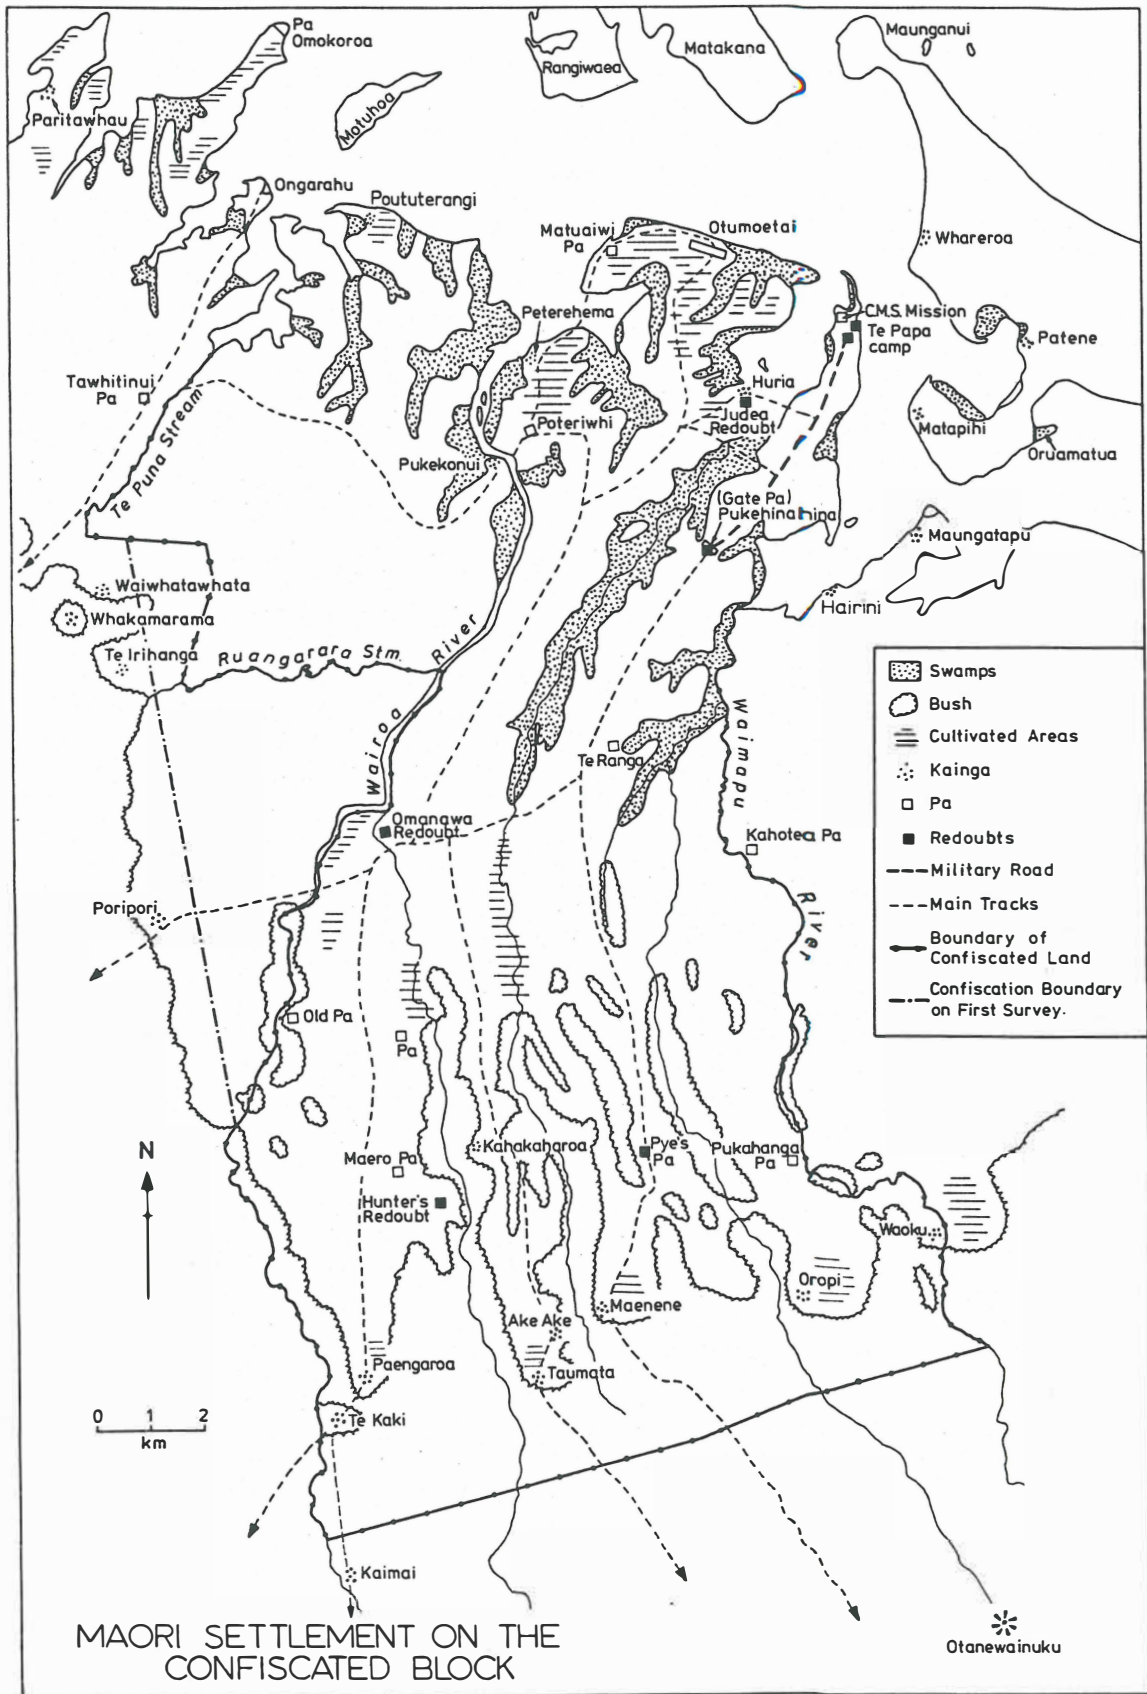 Pa
Omokoroa
Rangiwaea
Matakana
Maunganui
Motuhoa
Paritawhau
Ongarahu
Poututerangi
Matuaiwi
Pa
Otumoetai
Whareroa
Peterehema
C.M.S. Mission
Te Papa
camp
Patene
Tawhitinui
Pa
Te Puna Stream
Huria
Judea
Redoubt
Poteriwhi
Matapihi
Pukekonui
Oruamatua
(Gate Pa)
Pukehinahina
Maungatapu
Waiwhatawhata
Whakamarama
Hairini
Te Irihanga
Ruangarara Stm.
Wairoa River
Swamps
Bush
Cultivated Areas
Kainga
Pa
Redoubts
Military Road
Main Tracks
Boundary of
Confiscated Land
Confiscation Boundary
on First Survey.
Waimapu River
Te Ranga
Omanawa
Redoubt
Kahotea Pa
Poripori
Old Pa
Pa
N
Kahakaharoa
Pye's
Pa
Pukahanga
Pa
Maero Pa
Hunter's
Redoubt
Waoku
Oropi
Maenene
Ake Ake
Paengaroa
Taumata
Te Kaki
0 1 2
km
Kaimai
MAORI SETTLEMENT ON THE
CONFISCATED BLOCK
Otanewainuku